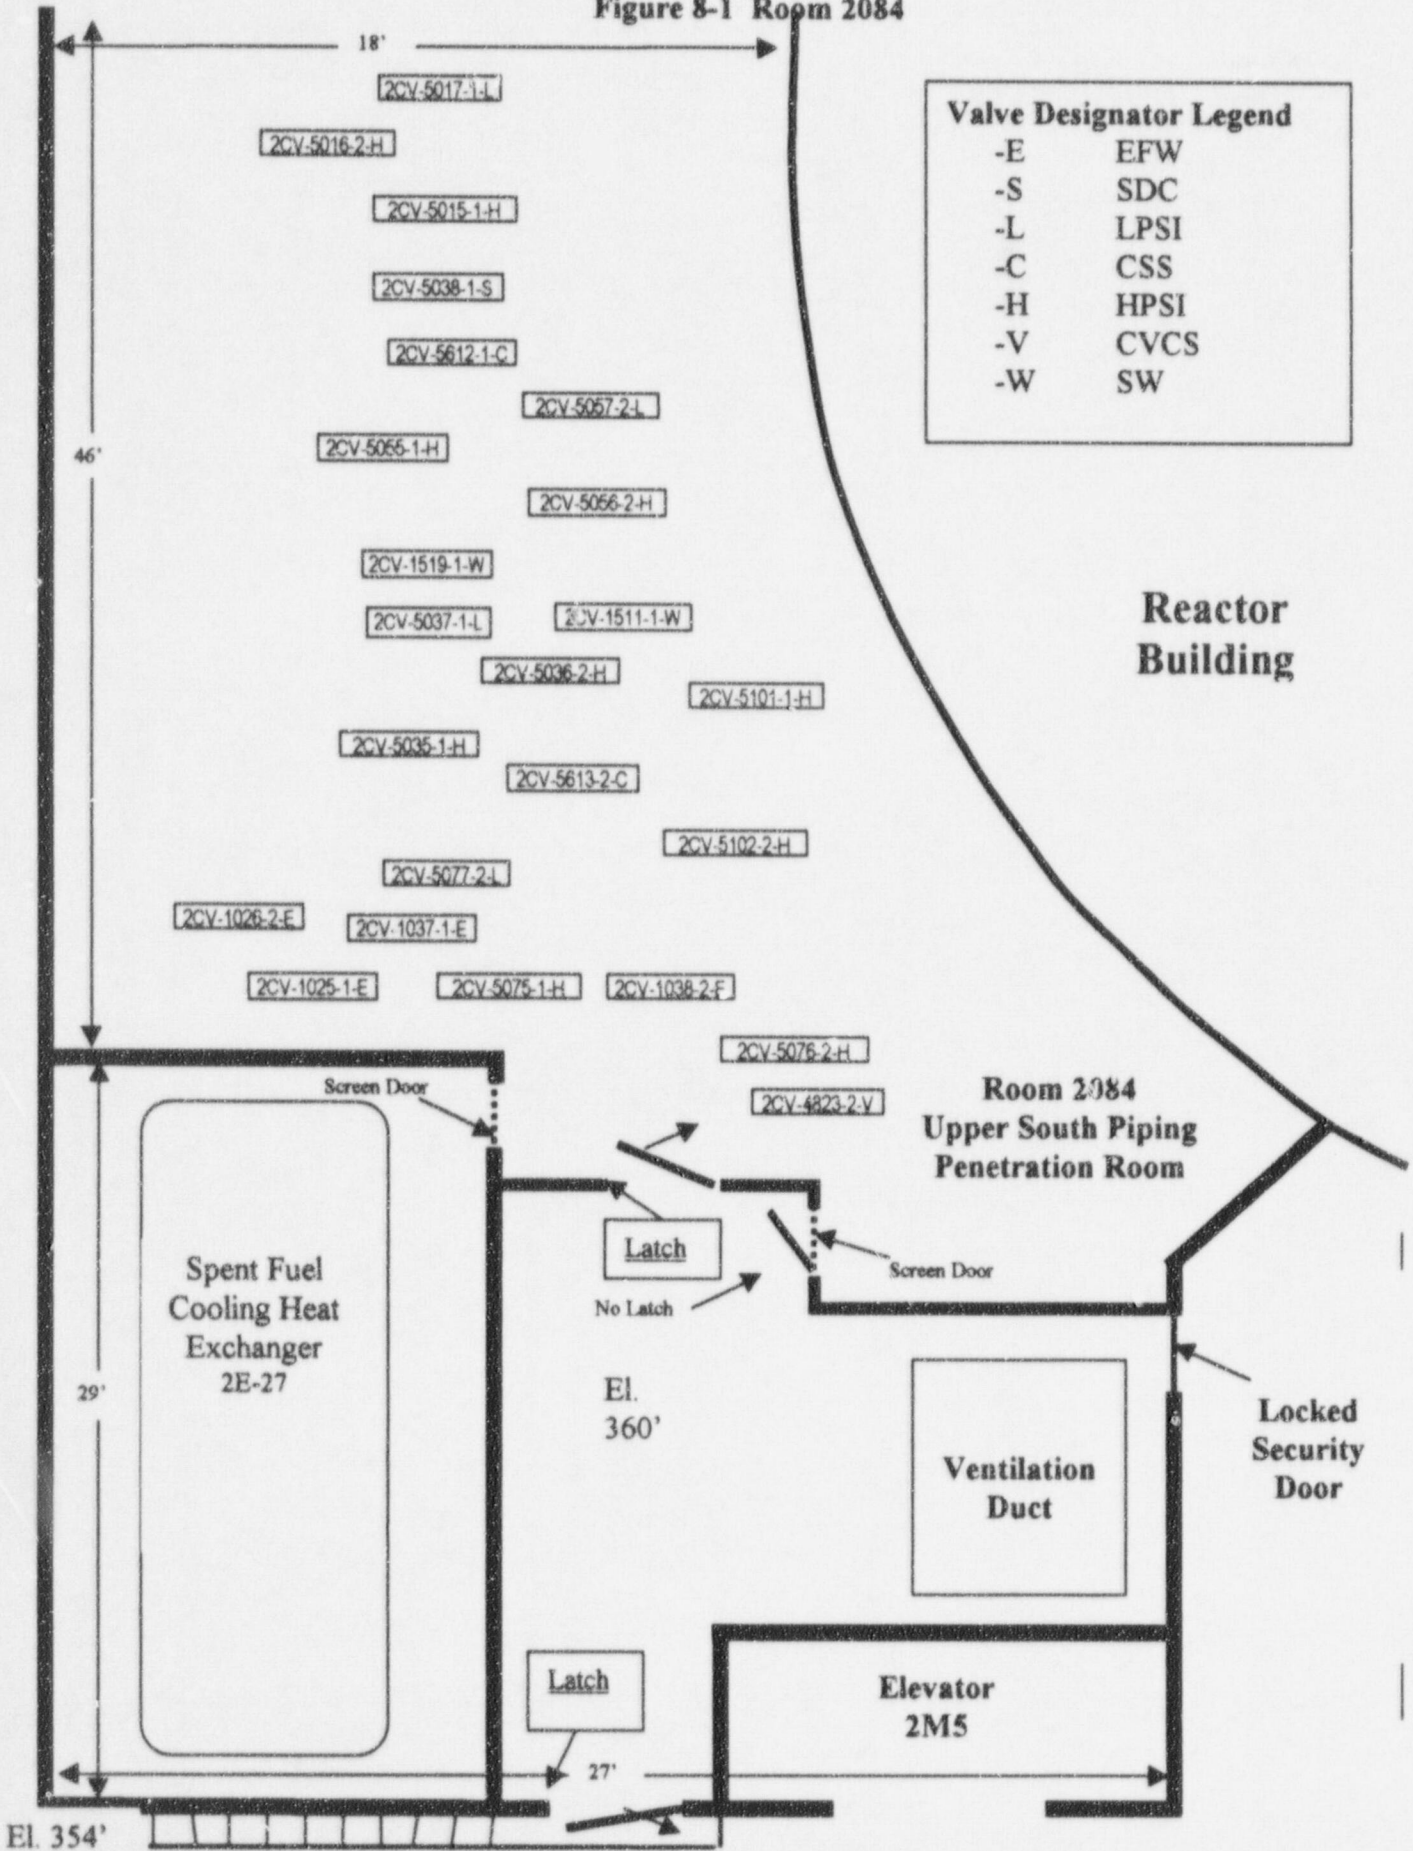 Figure 8-1 Room 2084
18'
2CV-5017-1-L
2CV-5016-2-H
2CV-5015-1-H
2CV-5038-1-S
2CV-5612-1-C
2CV-5057-2-L
2CV-5055-1-H
2CV-5056-2-H
2CV-1519-1-W
2CV-5037-1-L
2CV-1511-1-W
2CV-5036-2-H
2CV-5101-1-H
2CV-5035-1-H
2CV-5613-2-C
2CV-5102-2-H
2CV-5077-2-L
2CV-1026-2-E
2CV-1037-1-E
2CV-1025-1-E
2CV-5075-1-H
2CV-1038-2-E
2CV-5076-2-H
2CV-4823-2-V
46'
Valve Designator Legend
-E EFW
-S SDC
-L LPSI
-C CSS
-H HPSI
-V CVCS
-W SW
Reactor
Building
Screen Door
Room 2084
Upper South Piping
Penetration Room
Latch
Screen Door
No Latch
Spent Fuel
Cooling Heat
Exchanger
2E-27
29'
El.
360'
Ventilation
Duct
Locked
Security
Door
Latch
Elevator
2M5
27'
El. 354'